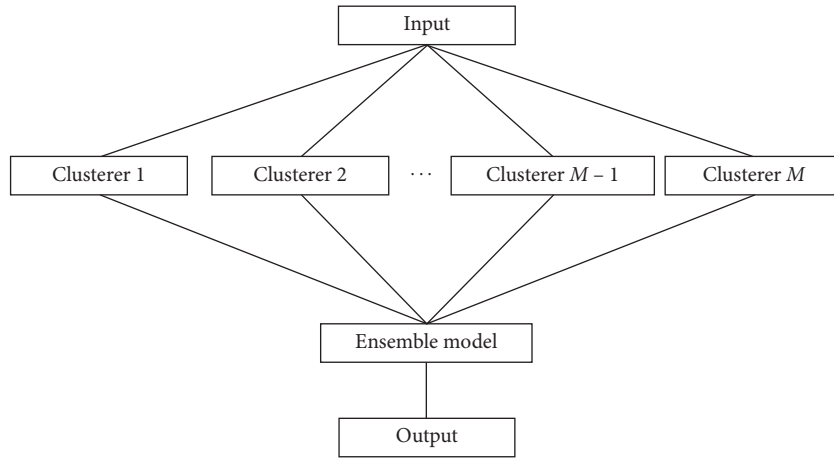 Input
Clusterer 1
Clusterer 2
⋯
Clusterer M – 1
Clusterer M
Ensemble model
Output